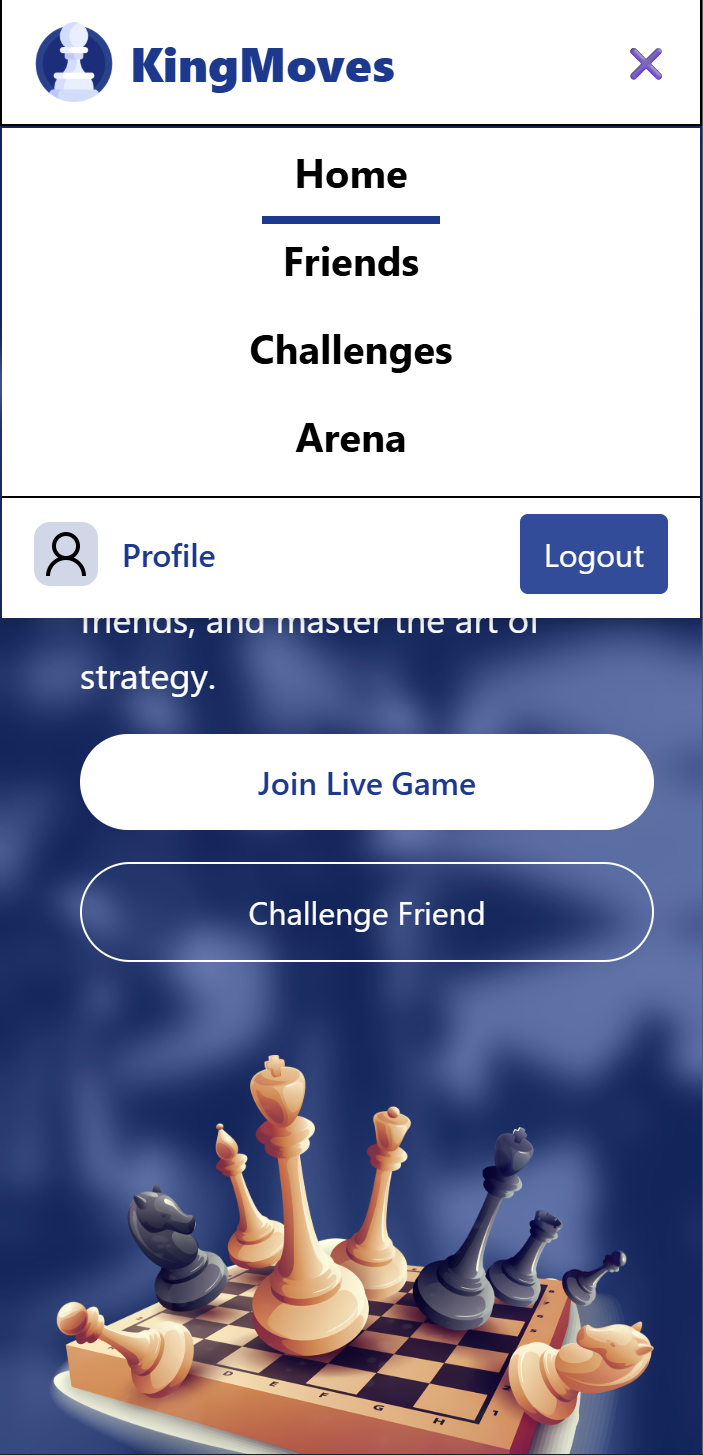 KingMoves
Home
Friends
Challenges
Arena
Profile
Logout
friends, and master the art of
strategy.
Join Live Game
Challenge Friend
D
E
F
G
H
1